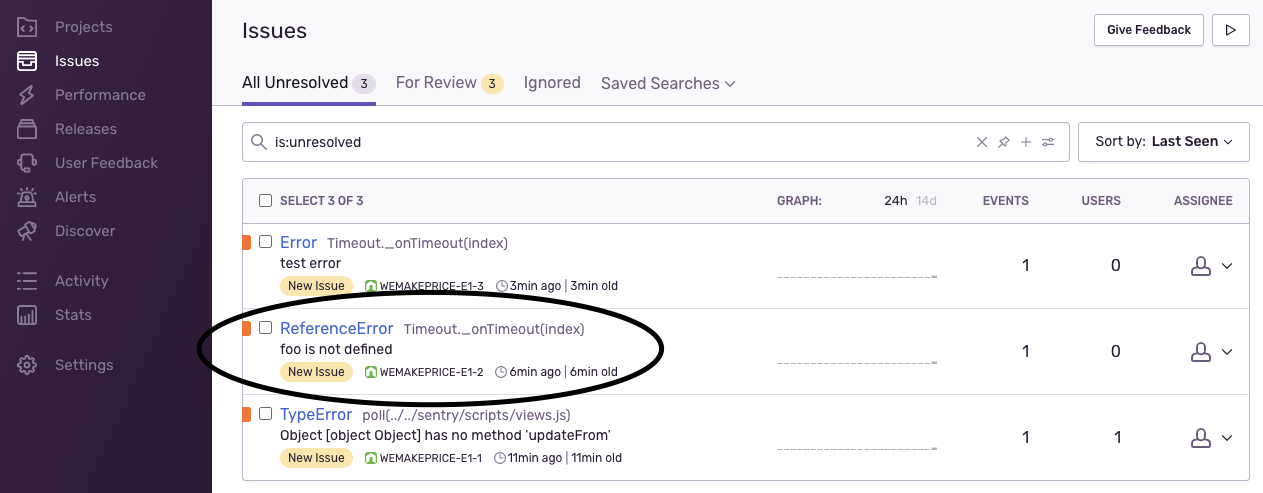 Projects
Issues
Performance
Releases
User Feedback
Alerts
Discover
Activity
Stats
Settings
Issues
Give Feedback
All Unresolved 3 For Review 3 Ignored Saved Searches
is:unresolved
Sort by: Last Seen
SELECT 3 OF 3 GRAPH: 24h 14d EVENTS USERS ASSIGNEE
Error Timeout._onTimeout(index)
test error
New Issue WEMAKEPRICE-E1-3 3min ago | 3min old
1 0
ReferenceError Timeout._onTimeout(index)
foo is not defined
New Issue WEMAKEPRICE-E1-2 6min ago | 6min old
1 0
TypeError poll(../../sentry/scripts/views.js)
Object [object Object] has no method 'updateFrom'
New Issue WEMAKEPRICE-E1-1 11min ago | 11min old
1 1